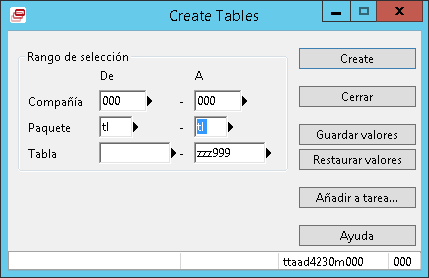 Create Tables
Rango de selección
De A
Compañía 000 - 000
Paquete tl - tl
Tabla - zzz999
Create
Cerrar
Guardar valores
Restaurar valores
Añadir a tarea...
Ayuda
ttaad4230m000 000